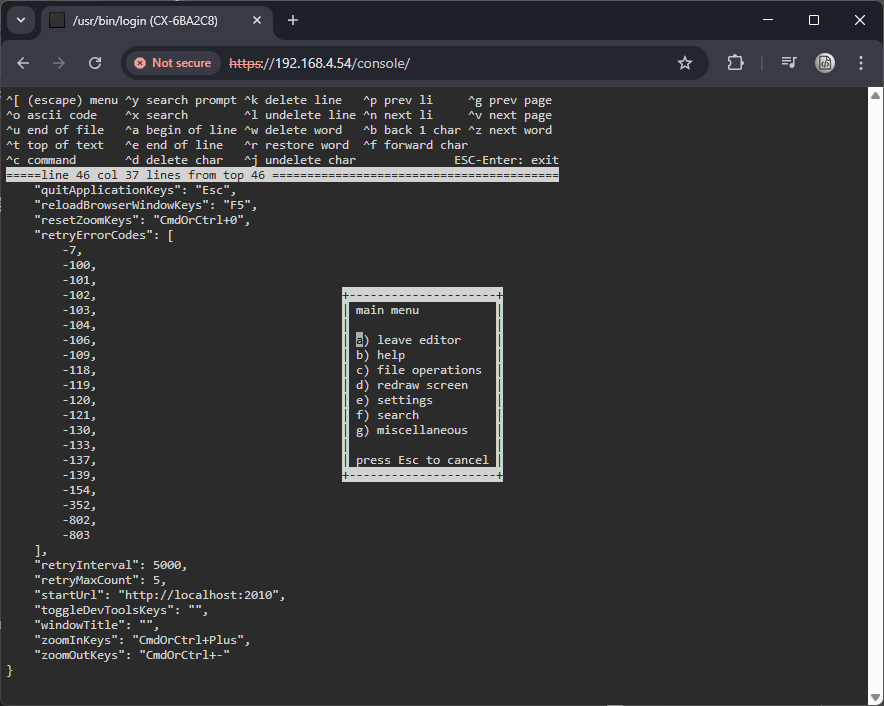 /usr/bin/login (CX-6BA2C8)
Not secure https://192.168.4.54/console/
^[ (escape) menu ^y search prompt ^k delete line ^p prev li ^g prev page
^o ascii code ^x search ^l undelete line ^n next li ^v next page
^u end of file ^a begin of line ^w delete word ^b back 1 char ^z next word
^t top of text ^e end of line ^r restore word ^f forward char
^c command ^d delete char ^j undelete char ESC-Enter: exit
=====line 46 col 37 lines from top 46 =========================================
"quitApplicationKeys": "Esc",
"reloadBrowserWindowKeys": "F5",
"resetZoomKeys": "CmdOrCtrl+0",
"retryErrorCodes": [
-7,
-100,
-101,
-102,
-103,
-104,
-106,
-109,
-118,
-119,
-120,
-121,
-130,
-133,
-137,
-139,
-154,
-352,
-802,
-803
],
"retryInterval": 5000,
"retryMaxCount": 5,
"startUrl": "http://localhost:2010",
"toggleDevToolsKeys": "",
"windowTitle": "",
"zoomInKeys": "CmdOrCtrl+Plus",
"zoomOutKeys": "CmdOrCtrl+-"
}
main menu
a) leave editor
b) help
c) file operations
d) redraw screen
e) settings
f) search
g) miscellaneous
press Esc to cancel